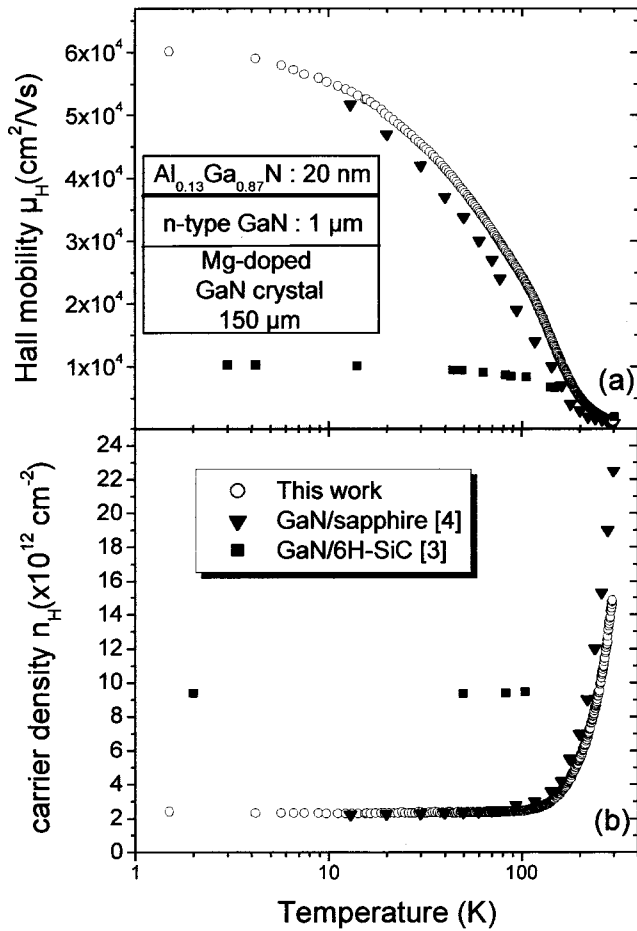 6x10⁴
5x10⁴
4x10⁴
3x10⁴
2x10⁴
1x10⁴
Hall mobility μ_H(cm²/Vs)
Al₀.₁₃Ga₀.₈₇N : 20 nm
n-type GaN : 1 μm
Mg-doped
GaN crystal
150 μm
(a)
24
22
20
18
16
14
12
10
8
6
4
2
0
carrier density n_H(x10¹² cm⁻²)
This work
GaN/sapphire [4]
GaN/6H-SiC [3]
(b)
1 10 100
Temperature (K)